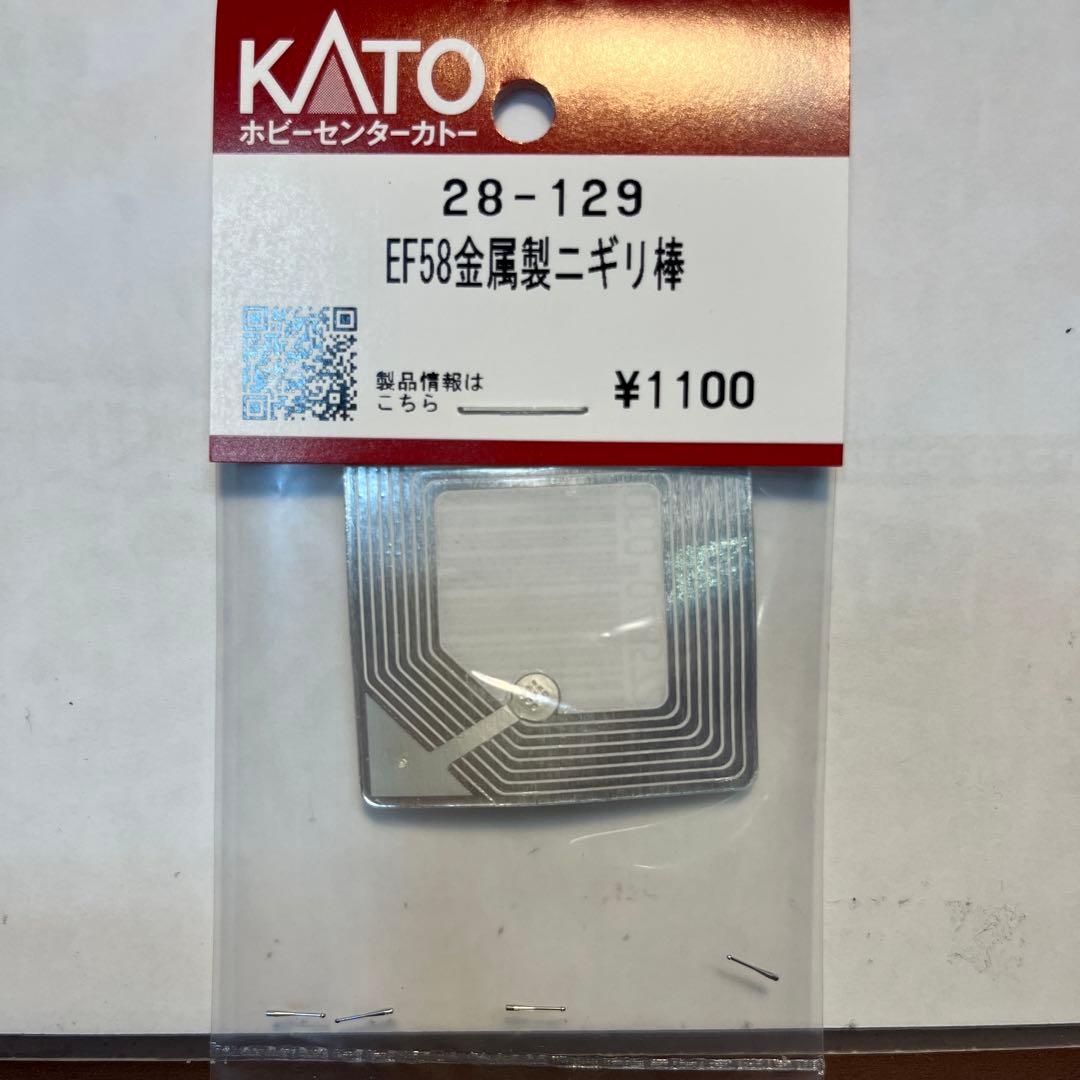 KATO
ホビーセンターカトー
28-129
EF58金属製ニギリ棒
製品情報は
こちら
¥1100